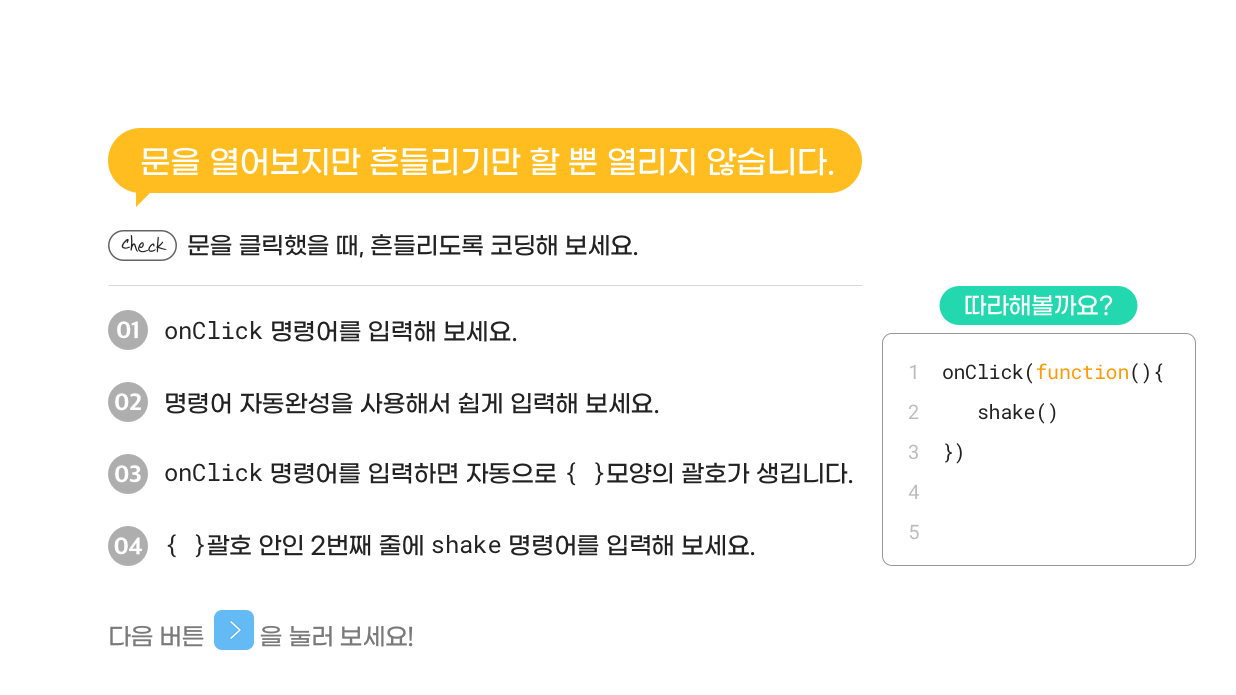 문을 열어보지만 흔들리기만 할 뿐 열리지 않습니다.
Check 문을 클릭했을 때, 흔들리도록 코딩해 보세요.
01 onClick 명령어를 입력해 보세요.
02 명령어 자동완성을 사용해서 쉽게 입력해 보세요.
03 onClick 명령어를 입력하면 자동으로 { }모양의 괄호가 생깁니다.
04 { }괄호 안인 2번째 줄에 shake 명령어를 입력해 보세요.
다음 버튼 > 을 눌러 보세요!
따라해볼까요?
1 onClick(function(){
2 shake()
3 })
4
5